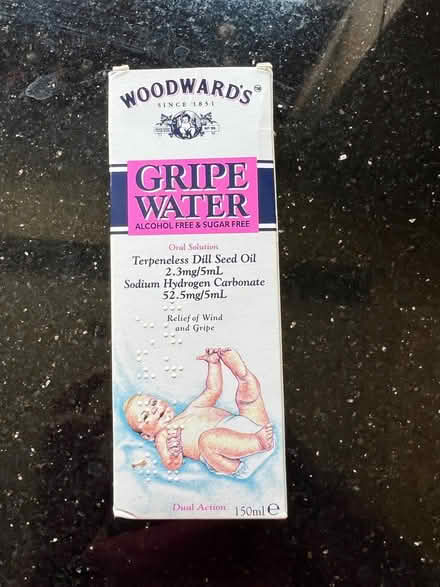 WOODWARD'S™
SINCE 1851
GRIPE
WATER
ALCOHOL FREE & SUGAR FREE
Oral Solution
Terpeneless Dill Seed Oil
2.3mg/5mL
Sodium Hydrogen Carbonate
52.5mg/5mL
Relief of Wind
and Gripe
Dual Action
150ml ℮